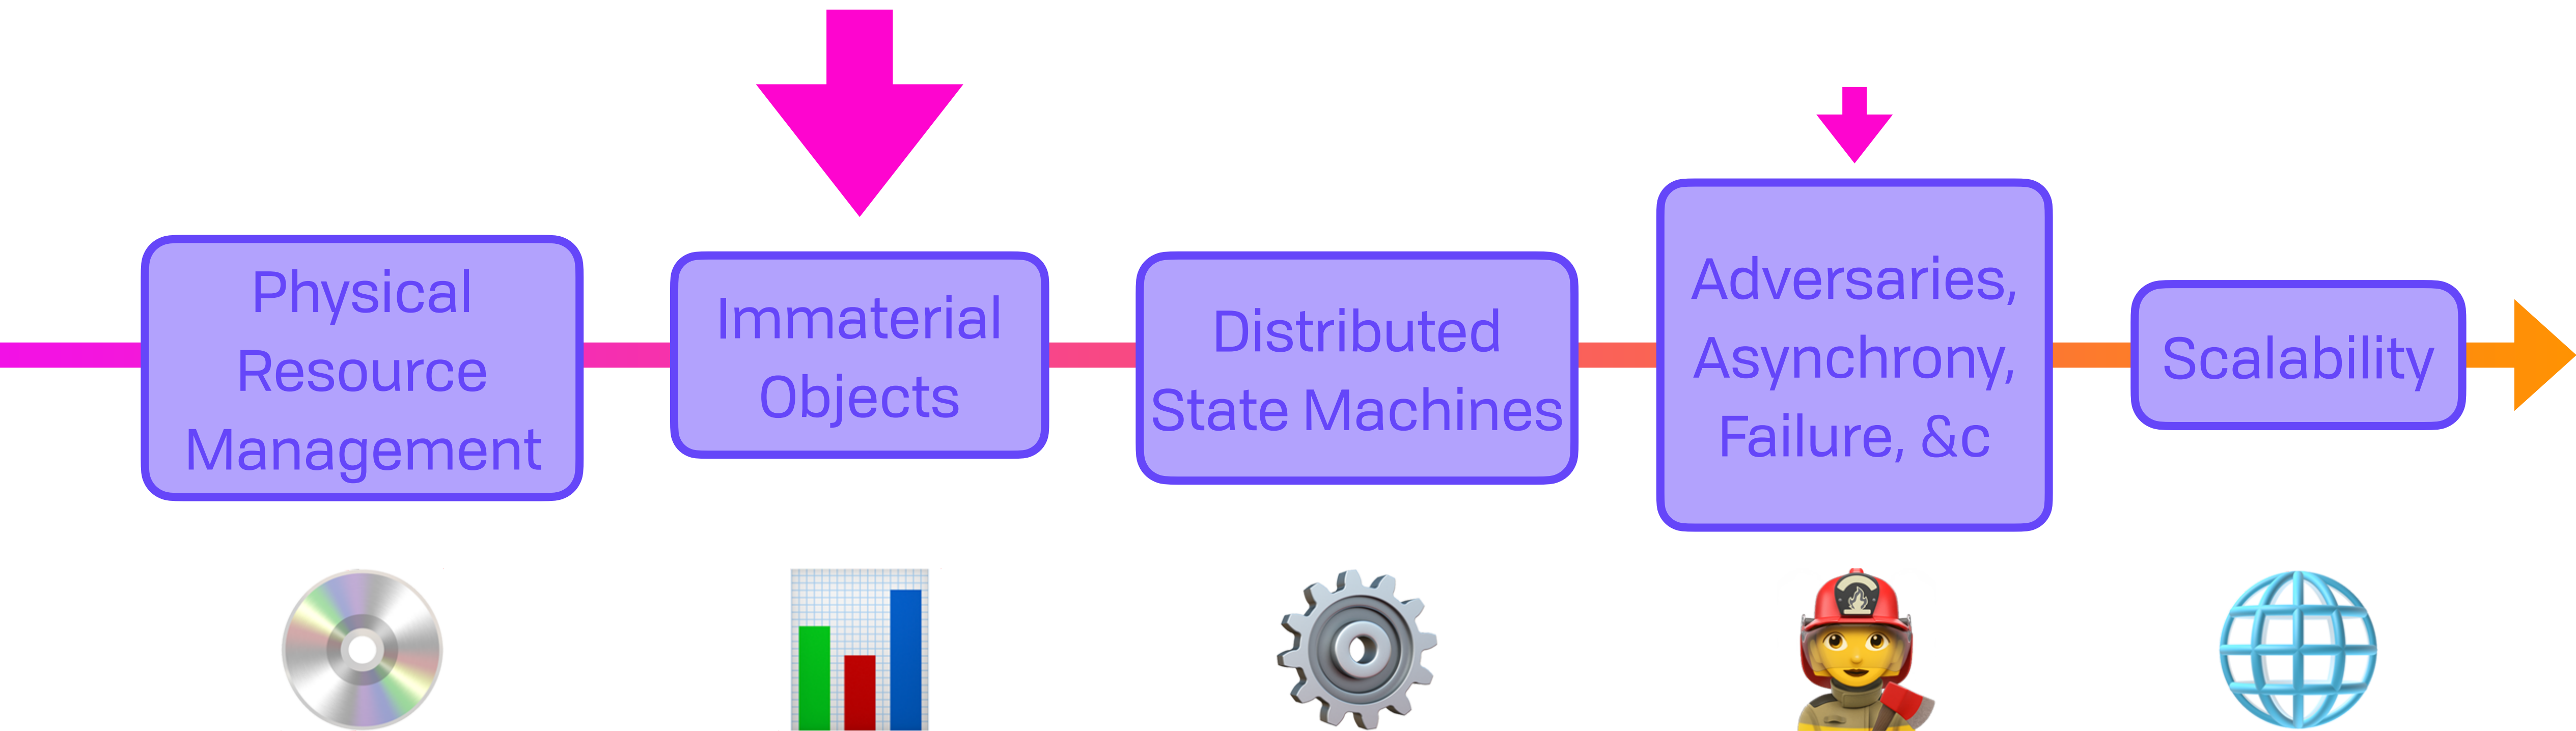 Physical
Resource
Management
Immaterial
Objects
Distributed
State Machines
Adversaries,
Asynchrony,
Failure, &c
Scalability